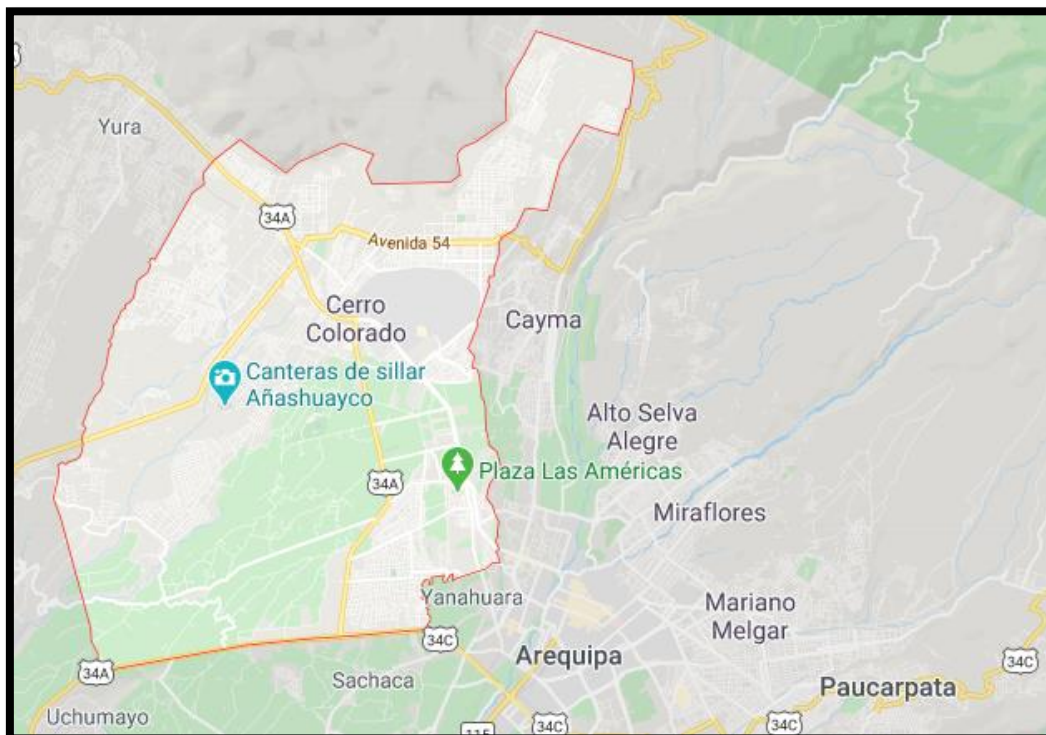 Yura
34A
Avenida 54
Cerro
Colorado
Cayma
Canteras de sillar
Añashuayco
Alto Selva
Alegre
Plaza Las Américas
34A
Miraflores
Yanahuara
Mariano
Melgar
34C
Arequipa
34A
Sachaca
34C
Paucarpata
Uchumayo
34C
34C